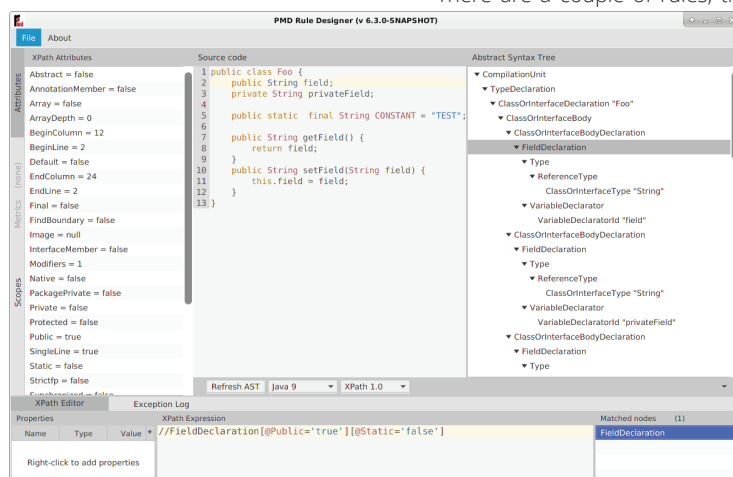 PMD Rule Designer (v 6.3.0-SNAPSHOT)
File About
Attributes
(none)
Metrics
Scopes
XPath Attributes
Abstract = false
AnnotationMember = false
Array = false
ArrayDepth = 0
BeginColumn = 12
BeginLine = 2
Default = false
EndColumn = 24
EndLine = 2
Final = false
FindBoundary = false
Image = null
InterfaceMember = false
Modifiers = 1
Native = false
PackagePrivate = false
Private = false
Protected = false
Public = true
SingleLine = true
Static = false
Strictfp = false
Source code
1 public class Foo {
2 public String field;
3 private String privateField;
4
5 public static final String CONSTANT = "TEST";
6
7 public String getField() {
8 return field;
9 }
10 public String setField(String field) {
11 this.field = field;
12 }
13 }
Refresh AST Java 9 XPath 1.0
Abstract Syntax Tree
CompilationUnit
TypeDeclaration
ClassOrInterfaceDeclaration "Foo"
ClassOrInterfaceBody
ClassOrInterfaceBodyDeclaration
FieldDeclaration
Type
ReferenceType
ClassOrInterfaceType "String"
VariableDeclarator
VariableDeclaratorId "field"
ClassOrInterfaceBodyDeclaration
FieldDeclaration
Type
ReferenceType
ClassOrInterfaceType "String"
VariableDeclarator
VariableDeclaratorId "privateField"
ClassOrInterfaceBodyDeclaration
FieldDeclaration
Type
XPath Editor Exception Log
Properties
Name Type Value *
Right-click to add properties
XPath Expression
//FieldDeclaration[@Public='true'][@Static='false']
Matched nodes (1)
FieldDeclaration